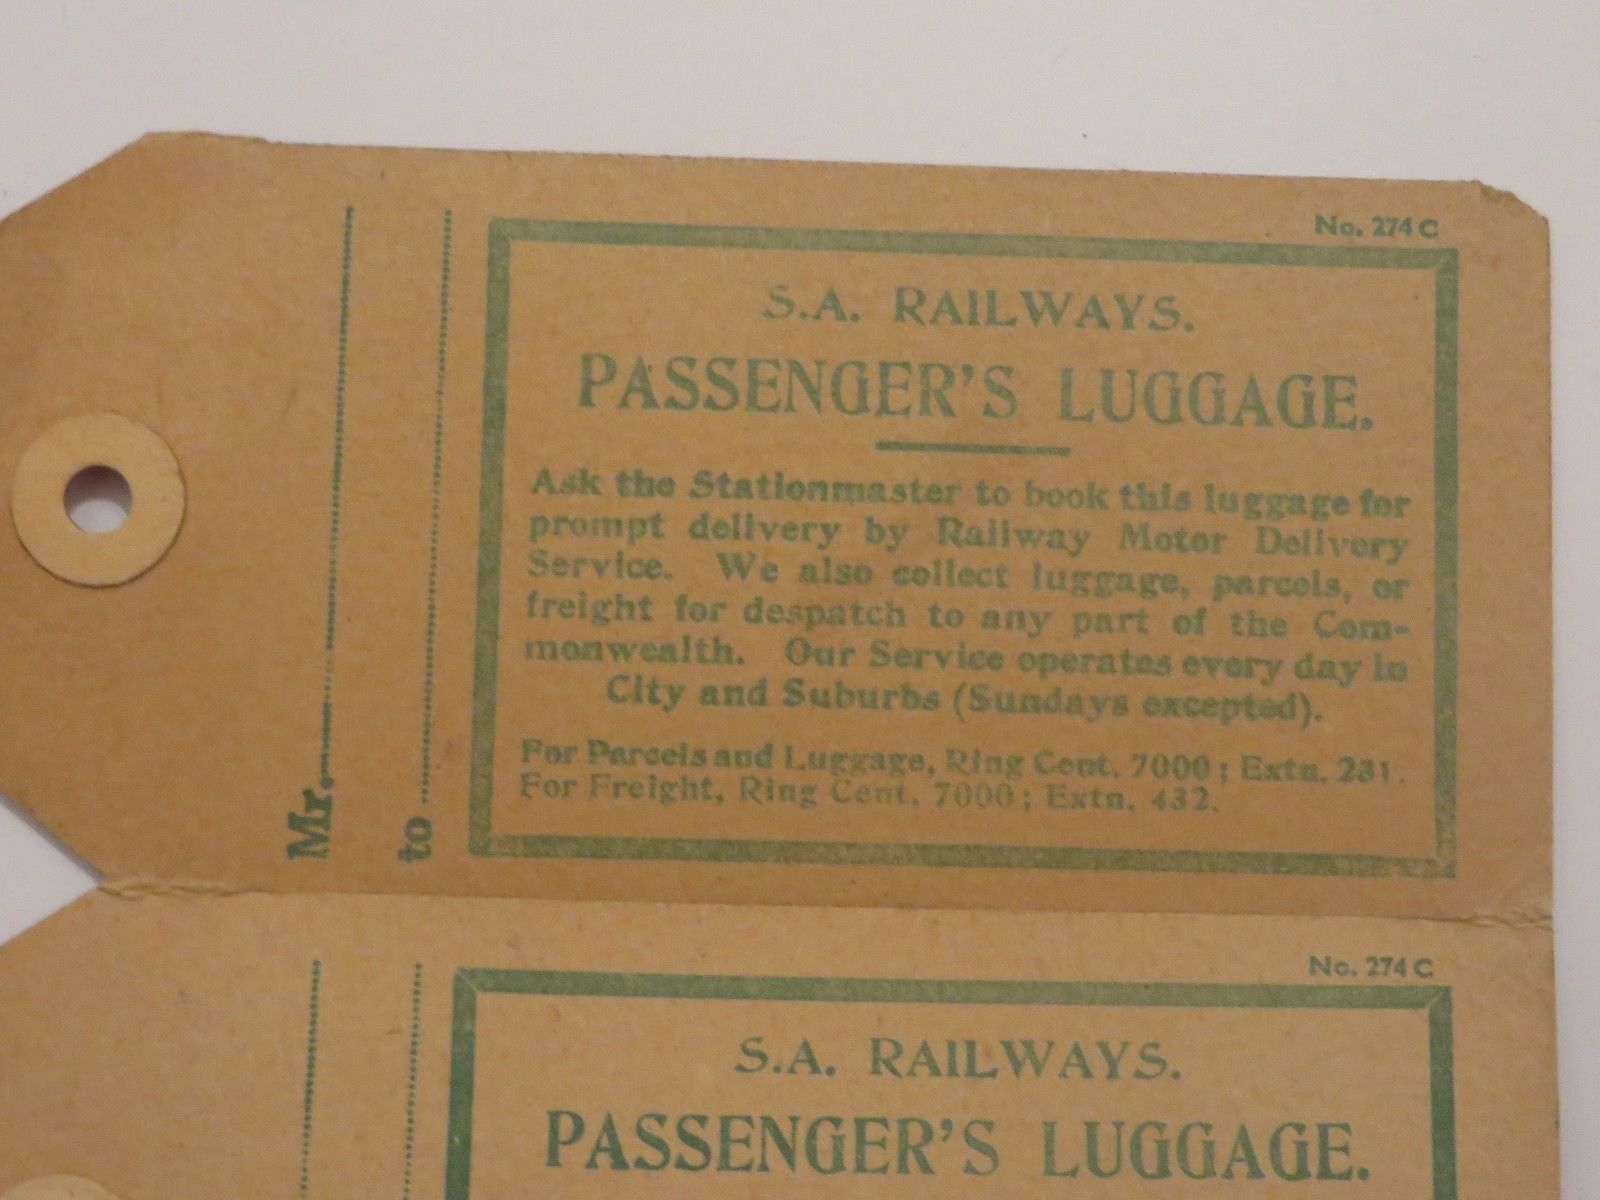 No. 274 C
S.A. RAILWAYS.
PASSENGER'S LUGGAGE.
Ask the Stationmaster to book this luggage for
prompt delivery by Railway Motor Delivery
Service. We also collect luggage, parcels, or
freight for despatch to any part of the Com-
monwealth. Our Service operates every day in
City and Suburbs (Sundays excepted).
For Parcels and Luggage, Ring Cent. 7000; Extn. 231.
For Freight, Ring Cent. 7000; Extn. 432.
Mr.
to
No. 274 C
S.A. RAILWAYS.
PASSENGER'S LUGGAGE.